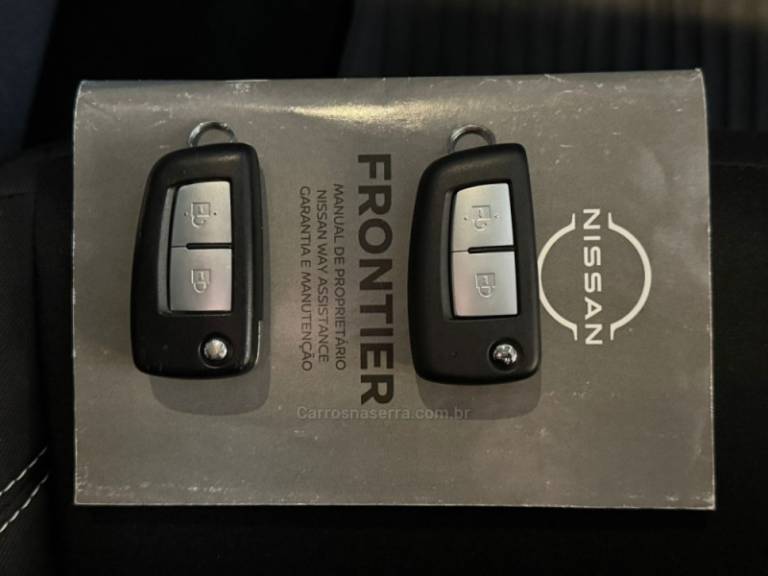 NISSAN
FRONTIER
MANUAL DE PROPRIETÁRIO
NISSAN WAY ASSISTANCE
GARANTIA E MANUTENÇÃO
Carrosnaserra.com.br